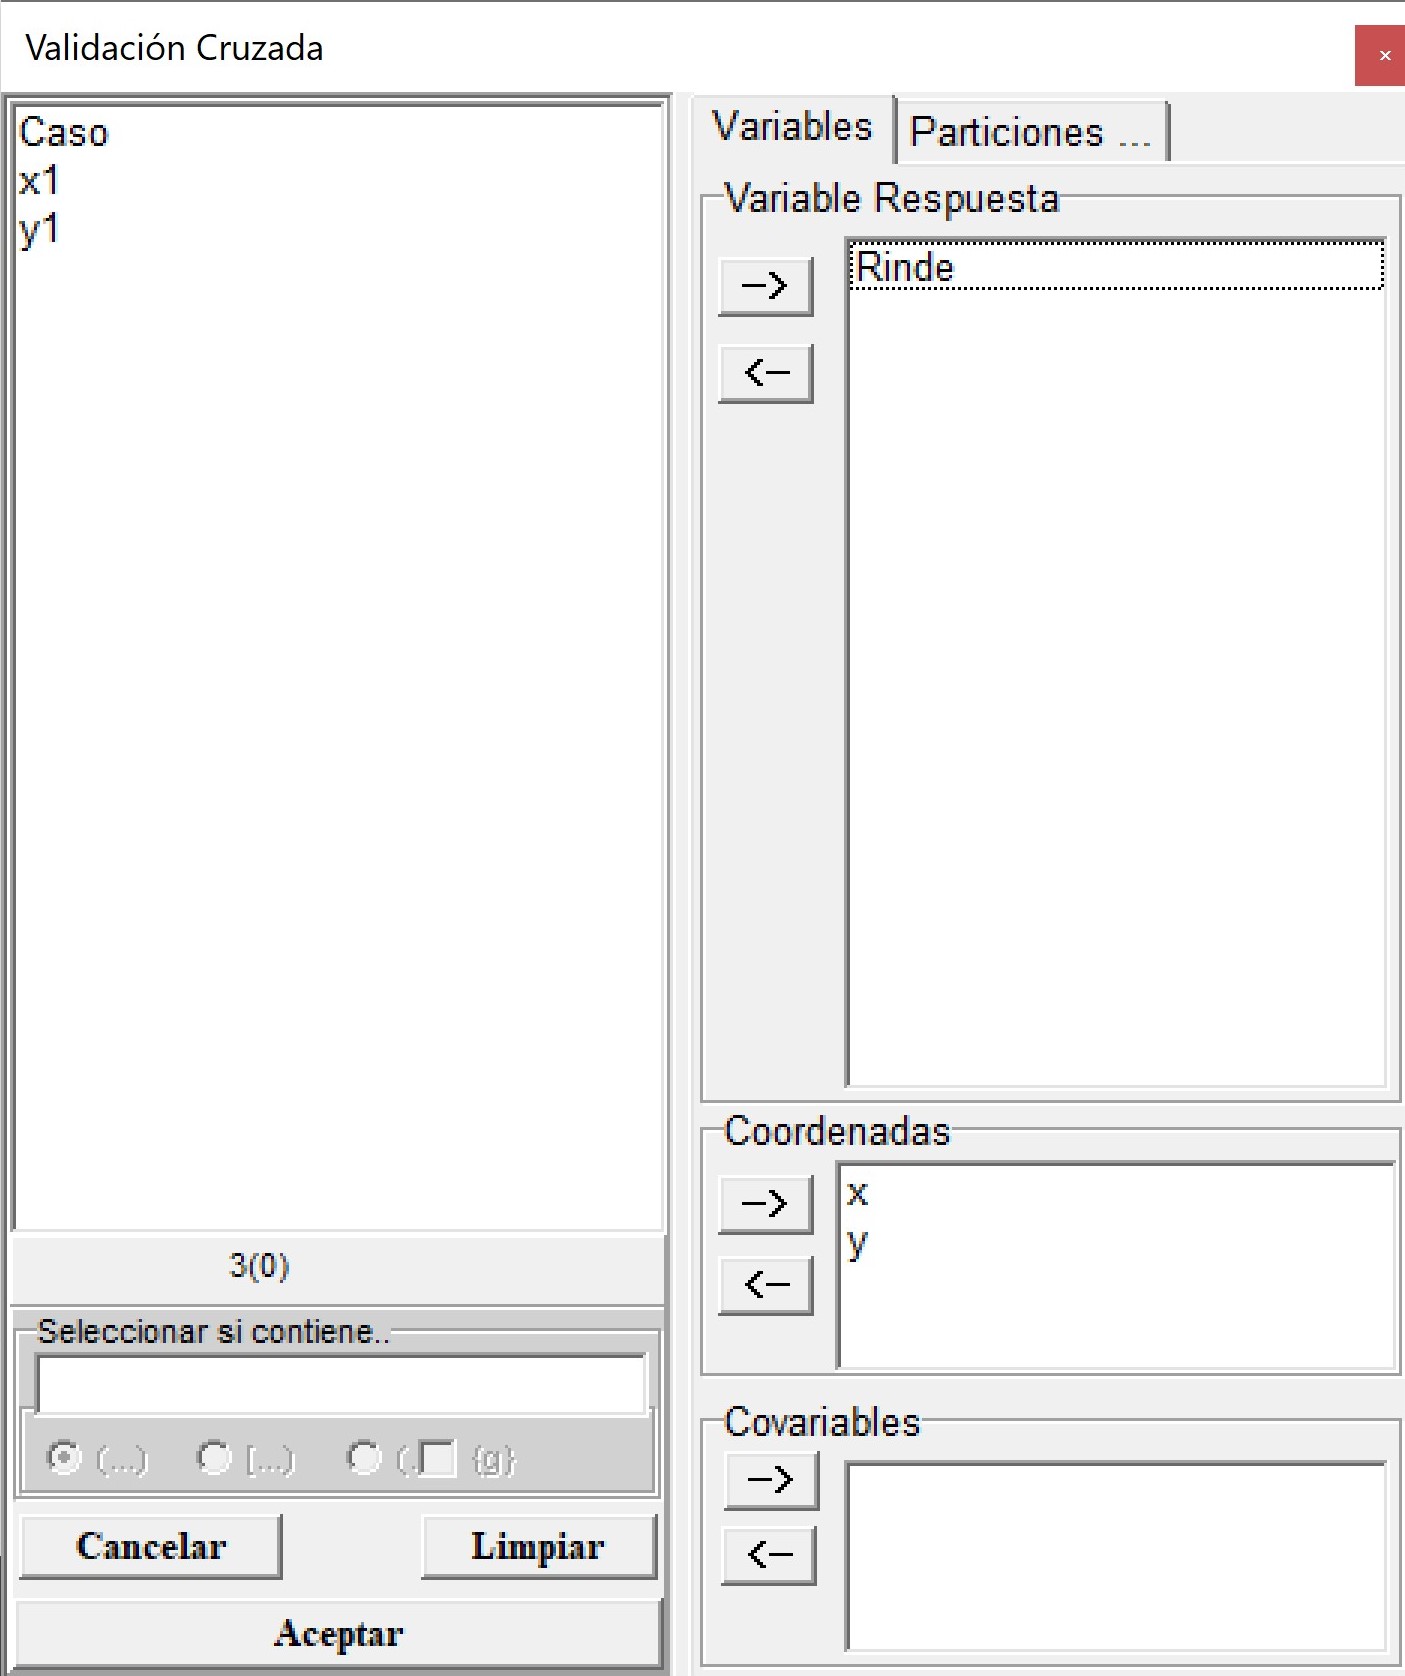 Validación Cruzada
×
Caso
x1
y1
3(0)
Seleccionar si contiene..
(...) [...) (. {g}
Cancelar Limpiar
Aceptar
Variables Particiones ...
Variable Respuesta
-->
<--
Rinde
Coordenadas
-->
<--
x
y
Covariables
-->
<--